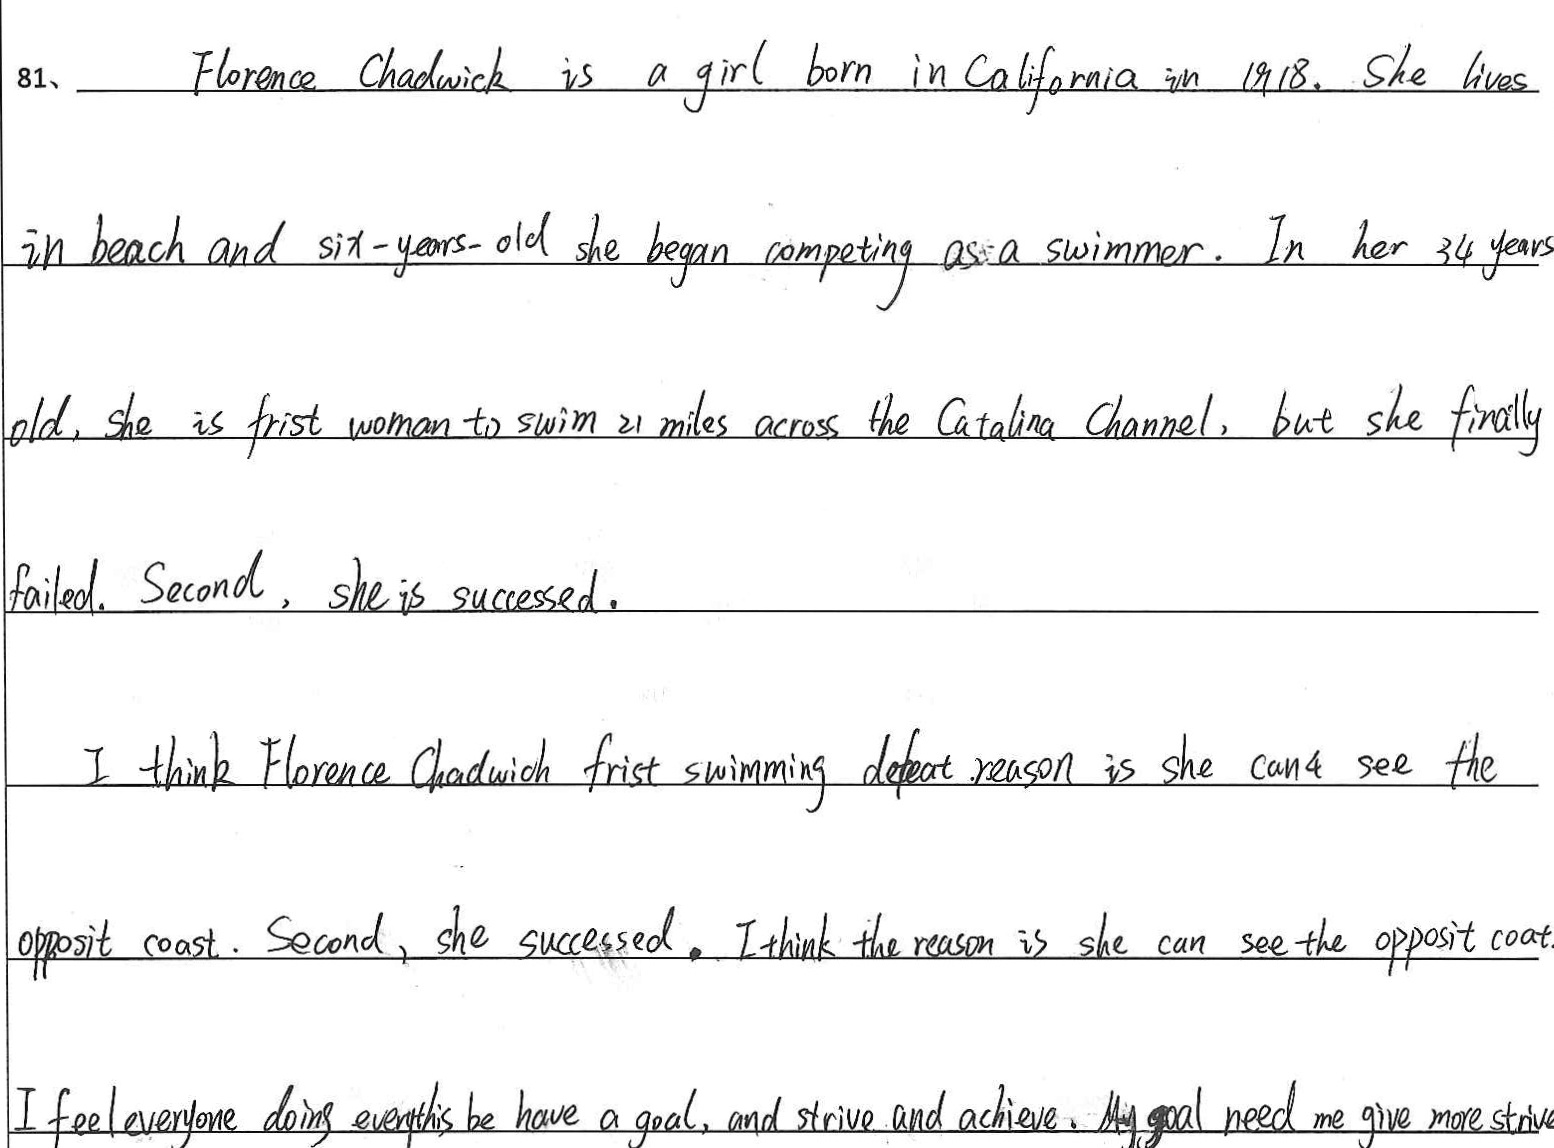 81、 Florence Chadwick is a girl born in California in 1918. She lives
in beach and six-years-old she began competing as a swimmer. In her 34 years
old, she is frist woman to swim 21 miles across the Catalina Channel, but she finally
failed. Second, she is successed.
I think Florence Chadwich frist swimming defeat reason is she can4 see the
opposit coast. Second, she successed. I think the reason is she can see the opposit coat.
I feel everyone doing everythis be have a goal, and strive and achieve. My goal need me give more strive